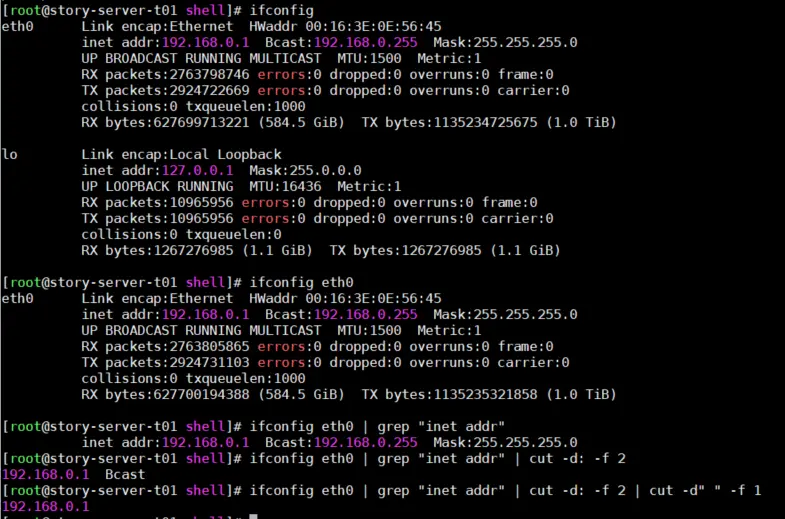 [root@story-server-t01 shell]# ifconfig
eth0      Link encap:Ethernet  HWaddr 00:16:3E:0E:56:45
          inet addr:192.168.0.1  Bcast:192.168.0.255  Mask:255.255.255.0
          UP BROADCAST RUNNING MULTICAST  MTU:1500  Metric:1
          RX packets:2763798746 errors:0 dropped:0 overruns:0 frame:0
          TX packets:2924722669 errors:0 dropped:0 overruns:0 carrier:0
          collisions:0 txqueuelen:1000
          RX bytes:627699713221 (584.5 GiB)  TX bytes:1135234725675 (1.0 TiB)

lo        Link encap:Local Loopback
          inet addr:127.0.0.1  Mask:255.0.0.0
          UP LOOPBACK RUNNING  MTU:16436  Metric:1
          RX packets:10965956 errors:0 dropped:0 overruns:0 frame:0
          TX packets:10965956 errors:0 dropped:0 overruns:0 carrier:0
          collisions:0 txqueuelen:0
          RX bytes:1267276985 (1.1 GiB)  TX bytes:1267276985 (1.1 GiB)

[root@story-server-t01 shell]# ifconfig eth0
eth0      Link encap:Ethernet  HWaddr 00:16:3E:0E:56:45
          inet addr:192.168.0.1  Bcast:192.168.0.255  Mask:255.255.255.0
          UP BROADCAST RUNNING MULTICAST  MTU:1500  Metric:1
          RX packets:2763805865 errors:0 dropped:0 overruns:0 frame:0
          TX packets:2924731103 errors:0 dropped:0 overruns:0 carrier:0
          collisions:0 txqueuelen:1000
          RX bytes:627700194388 (584.5 GiB)  TX bytes:1135235321858 (1.0 TiB)

[root@story-server-t01 shell]# ifconfig eth0 | grep "inet addr"
          inet addr:192.168.0.1  Bcast:192.168.0.255  Mask:255.255.255.0
[root@story-server-t01 shell]# ifconfig eth0 | grep "inet addr" | cut -d: -f 2
192.168.0.1  Bcast
[root@story-server-t01 shell]# ifconfig eth0 | grep "inet addr" | cut -d: -f 2 | cut -d" " -f 1
192.168.0.1
[root@story-server-t01 shell]#